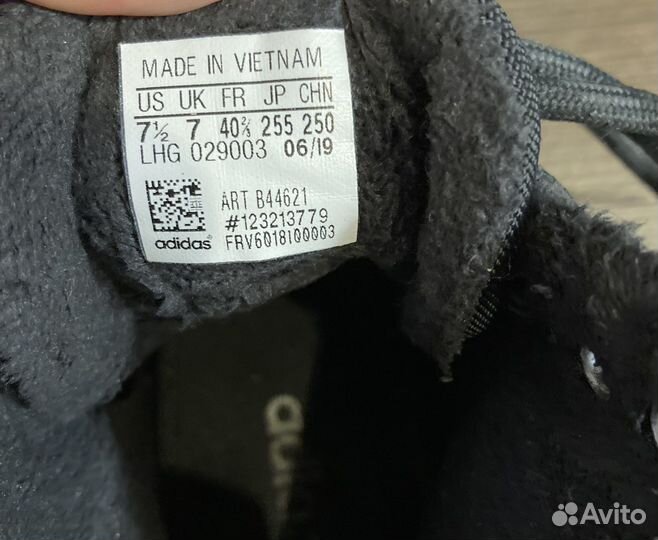 MADE IN VIETNAM
US UK FR JP CHN
7½ 7 40⅔ 255 250
LHG 029003 06/19
ART B44621
#123213779
adidas® FRV6018100003
Avito